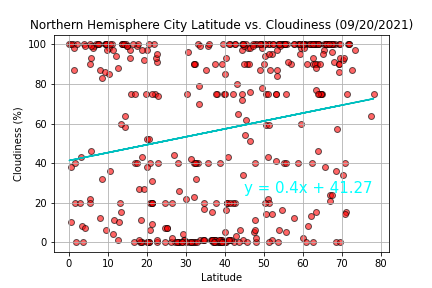 Northern Hemisphere City Latitude vs. Cloudiness (09/20/2021)
100
80
60
40
20
0
Cloudiness (%)
y = 0.4x + 41.27
0 10 20 30 40 50 60 70 80
Latitude